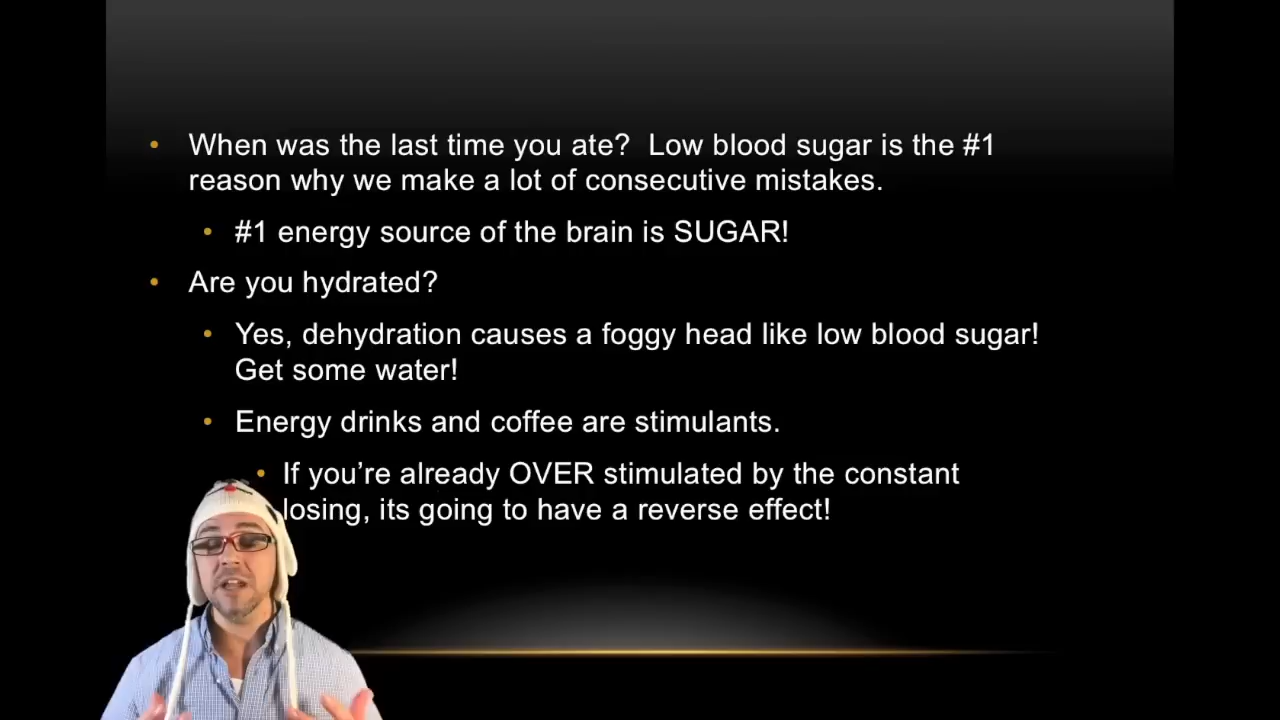 • When was the last time you ate?  Low blood sugar is the #1
reason why we make a lot of consecutive mistakes.
• #1 energy source of the brain is SUGAR!
• Are you hydrated?
• Yes, dehydration causes a foggy head like low blood sugar!
Get some water!
• Energy drinks and coffee are stimulants.
• If you’re already OVER stimulated by the constant
losing, its going to have a reverse effect!